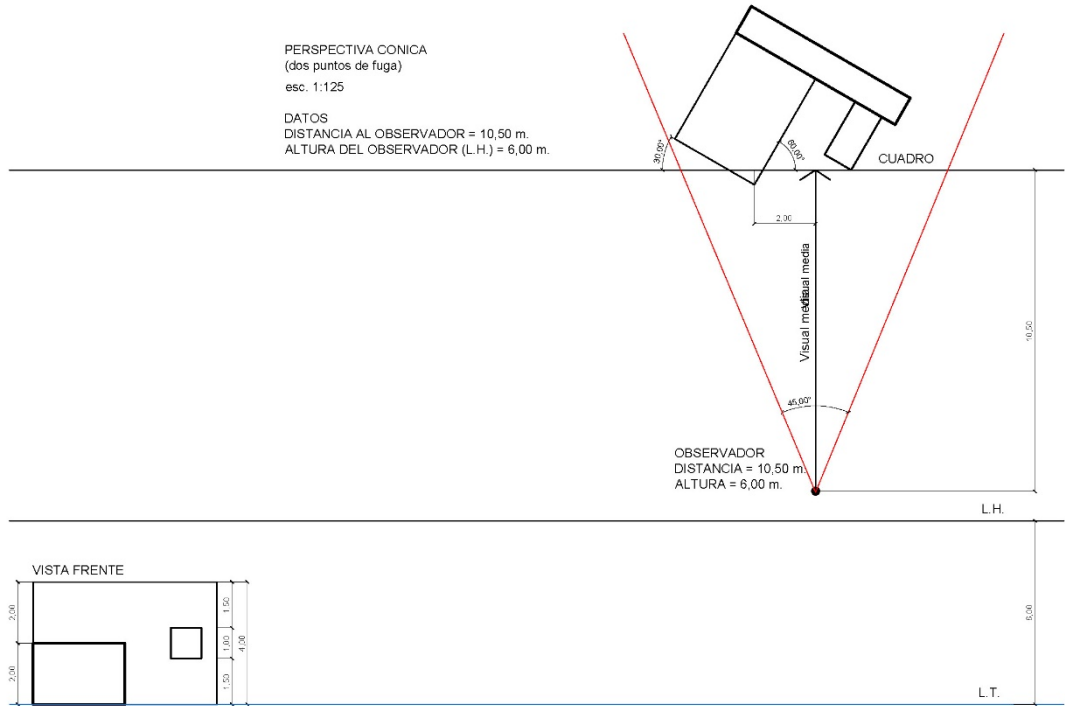 PERSPECTIVA CONICA
(dos puntos de fuga)
esc. 1:125
DATOS
DISTANCIA AL OBSERVADOR = 10,50 m.
ALTURA DEL OBSERVADOR (L.H.) = 6,00 m.
30,00°
60,00°
CUADRO
2,00
Visual media
Visual media
10,50
45,00°
OBSERVADOR
DISTANCIA = 10,50 m.
ALTURA = 6,00 m.
L.H.
VISTA FRENTE
2,00
2,00
1,50
1,00
1,50
4,00
6,00
L.T.